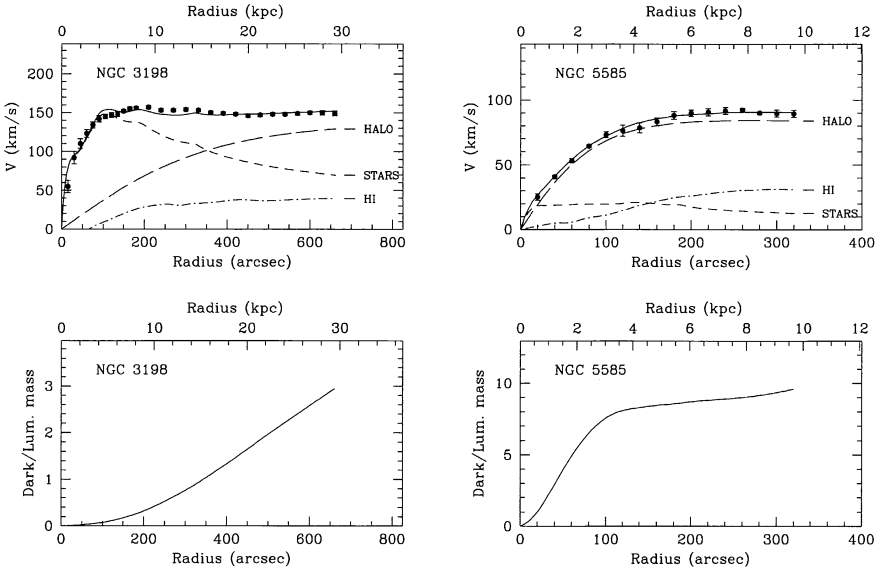 Radius (kpc)
0 10 20 30 40
NGC 3198
200
150
100
50
0
V (km/s)
HALO
STARS
HI
0 200 400 600 800
Radius (arcsec)
Radius (kpc)
0 2 4 6 8 10 12
NGC 5585
100
50
0
V (km/s)
HALO
HI
STARS
0 100 200 300 400
Radius (arcsec)
Radius (kpc)
0 10 20 30 40
NGC 3198
3
2
1
0
Dark/Lum. mass
0 200 400 600 800
Radius (arcsec)
Radius (kpc)
0 2 4 6 8 10 12
NGC 5585
10
5
0
Dark/Lum. mass
0 100 200 300 400
Radius (arcsec)